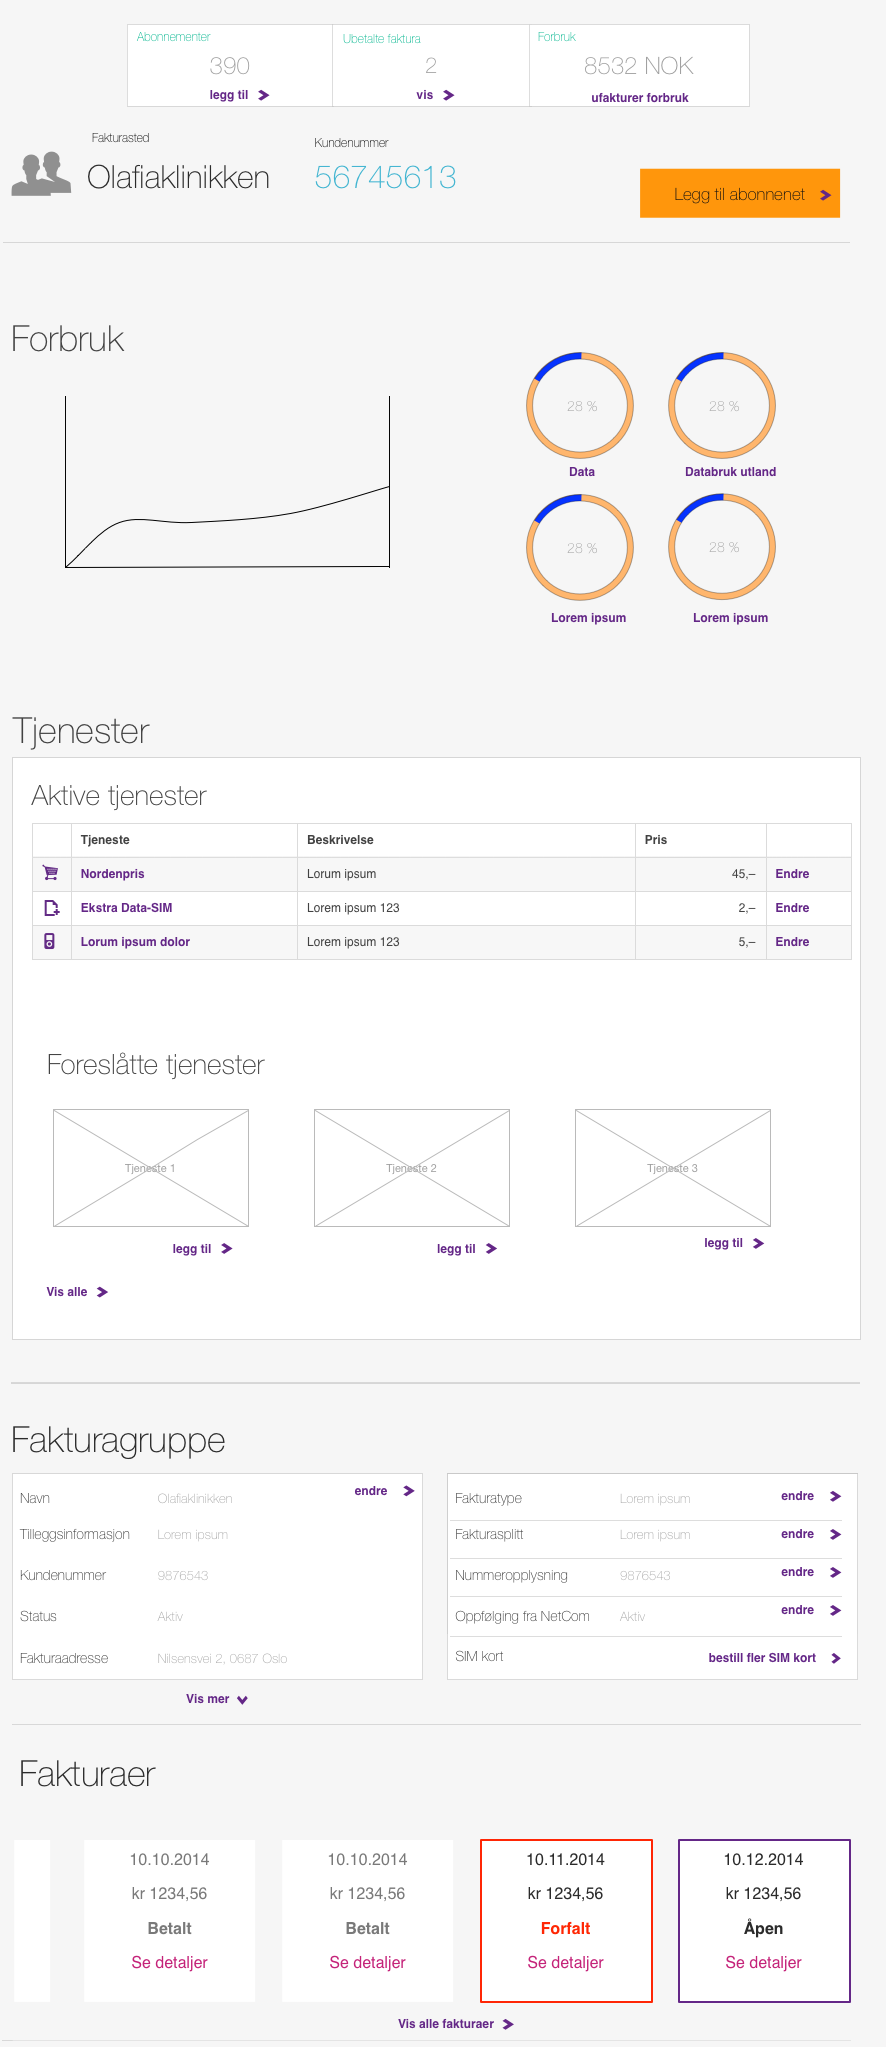 Abonnementer
390
legg til
Ubetalte faktura
2
vis
Forbruk
8532 NOK
ufakturer forbruk
Fakturasted
Olafiaklinikken
Kundenummer
56745613
Legg til abonnenet
Forbruk
28 %
Data
28 %
Databruk utland
28 %
Lorem ipsum
28 %
Lorem ipsum
Tjenester
Aktive tjenester
Tjeneste Beskrivelse Pris
Nordenpris Lorum ipsum 45,– Endre
Ekstra Data-SIM Lorem ipsum 123 2,– Endre
Lorum ipsum dolor Lorem ipsum 123 5,– Endre
Foreslåtte tjenester
Tjeneste 1
legg til
Tjeneste 2
legg til
Tjeneste 3
legg til
Vis alle
Fakturagruppe
Navn Olafiaklinikken endre
Tilleggsinformasjon Lorem ipsum
Kundenummer 9876543
Status Aktiv
Fakturaadresse Nilsensvei 2, 0687 Oslo
Vis mer
Fakturatype Lorem ipsum endre
Fakturasplitt Lorem ipsum endre
Nummeropplysning 9876543 endre
Oppfølging fra NetCom Aktiv endre
SIM kort bestill fler SIM kort
Fakturaer
10.10.2014
kr 1234,56
Betalt
Se detaljer
10.10.2014
kr 1234,56
Betalt
Se detaljer
10.11.2014
kr 1234,56
Forfalt
Se detaljer
10.12.2014
kr 1234,56
Åpen
Se detaljer
Vis alle fakturaer